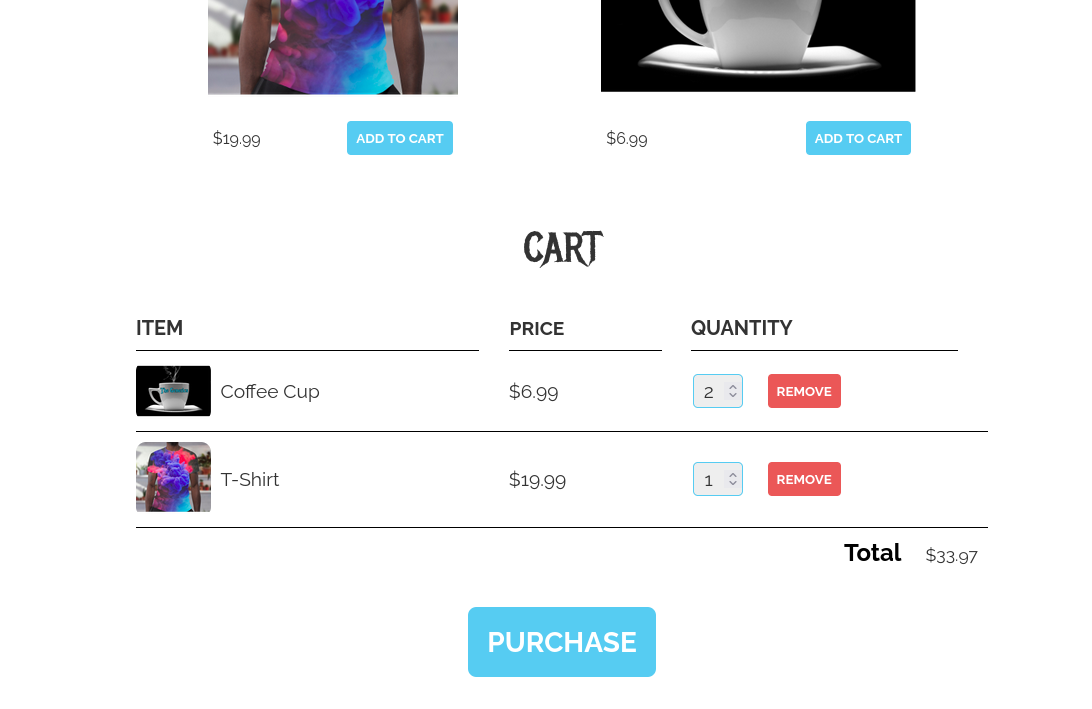 $19.99 ADD TO CART $6.99 ADD TO CART
CART
ITEM PRICE QUANTITY
Coffee Cup $6.99 2 REMOVE
T-Shirt $19.99 1 REMOVE
Total $33.97
PURCHASE